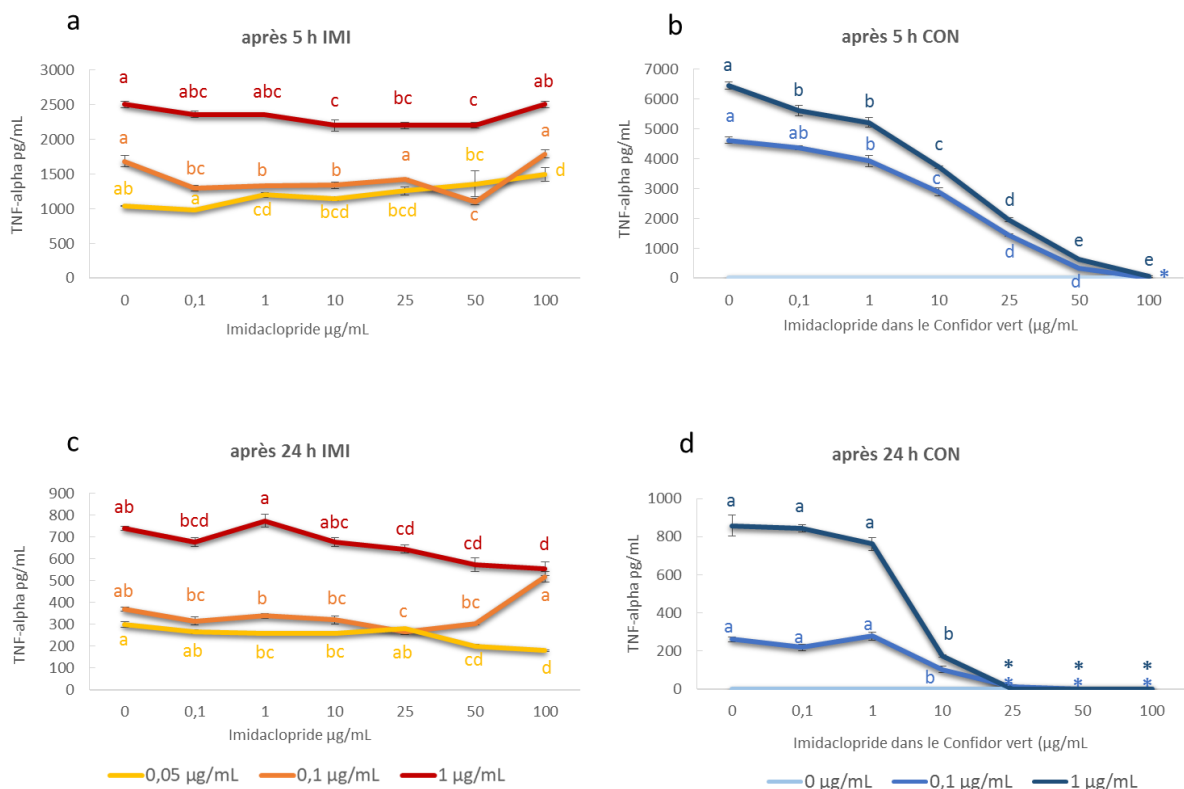 a
après 5 h IMI
TNF-alpha pg/mL
3000
2500
2000
1500
1000
500
0
a abc abc c bc c ab
a bc b b a bc a
ab a cd bcd bcd c d
0 0,1 1 10 25 50 100
Imidaclopride µg/mL
b
après 5 h CON
TNF-alpha pg/mL
7000
6000
5000
4000
3000
2000
1000
0
a b b c d e e
a ab b c d d *
0 0,1 1 10 25 50 100
Imidaclopride dans le Confidor vert (µg/mL
c
après 24 h IMI
TNF-alpha pg/mL
900
800
700
600
500
400
300
200
100
0
ab bcd a abc cd cd d
ab bc b bc c bc a
a ab bc bc ab cd d
0 0,1 1 10 25 50 100
Imidaclopride µg/mL
0,05 µg/mL 0,1 µg/mL 1 µg/mL
d
après 24 h CON
TNF-alpha pg/mL
1000
800
600
400
200
0
a a a b * * *
a a a b * * *
0 0,1 1 10 25 50 100
Imidaclopride dans le Confidor vert (µg/mL
0 µg/mL 0,1 µg/mL 1 µg/mL